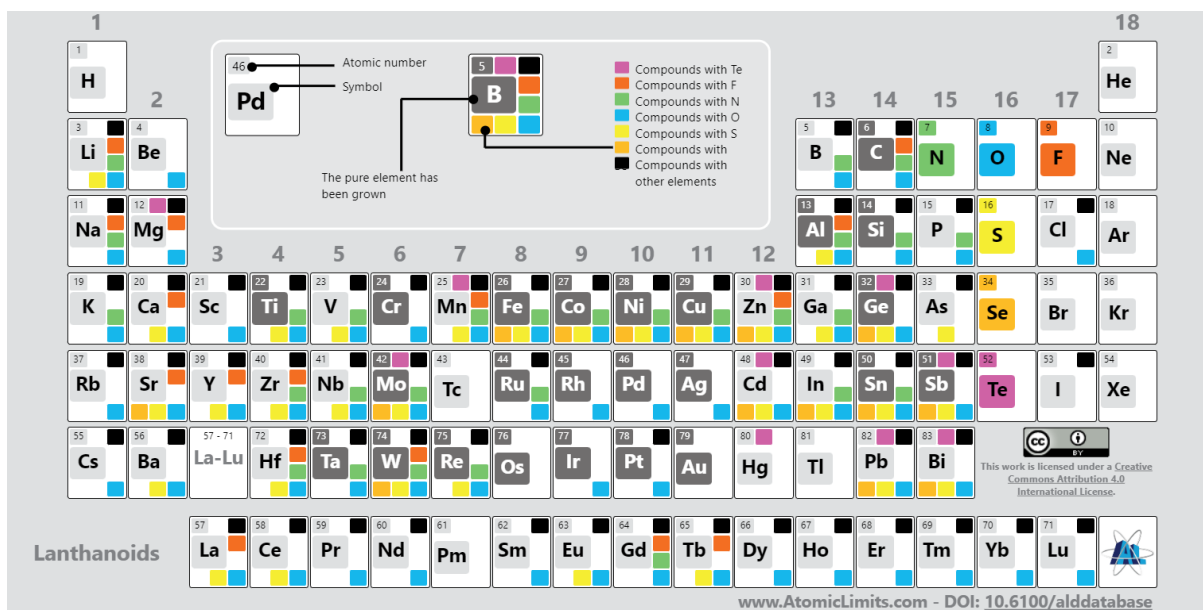 1 18
1 2
H He
46 Atomic number
Pd Symbol
5
B
The pure element has
been grown
Compounds with Te
Compounds with F
Compounds with N
Compounds with O
Compounds with S
Compounds with
Compounds with
other elements
2 13 14 15 16 17
3 4 5 6 7 8 9 10
Li Be B C N O F Ne
11 12 13 14 15 16 17 18
Na Mg Al Si P S Cl Ar
3 4 5 6 7 8 9 10 11 12
19 20 21 22 23 24 25 26 27 28 29 30 31 32 33 34 35 36
K Ca Sc Ti V Cr Mn Fe Co Ni Cu Zn Ga Ge As Se Br Kr
37 38 39 40 41 42 43 44 45 46 47 48 49 50 51 52 53 54
Rb Sr Y Zr Nb Mo Tc Ru Rh Pd Ag Cd In Sn Sb Te I Xe
55 56 57 - 71 72 73 74 75 76 77 78 79 80 81 82 83
Cs Ba La-Lu Hf Ta W Re Os Ir Pt Au Hg Tl Pb Bi
cc BY
This work is licensed under a Creative
Commons Attribution 4.0
International License.
57 58 59 60 61 62 63 64 65 66 67 68 69 70 71
Lanthanoids La Ce Pr Nd Pm Sm Eu Gd Tb Dy Ho Er Tm Yb Lu
www.AtomicLimits.com - DOI: 10.6100/alddatabase